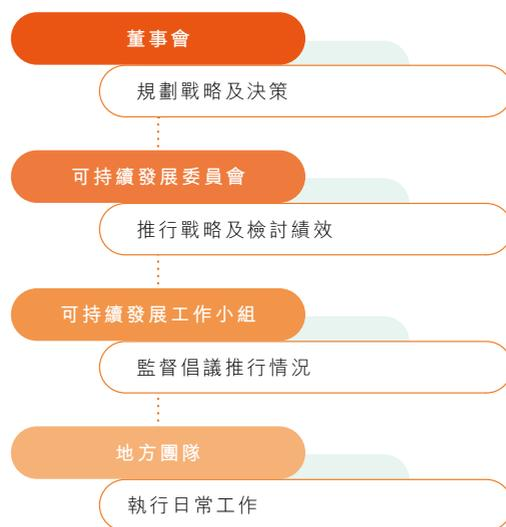 董事會
規劃戰略及決策
可持續發展委員會
推行戰略及檢討績效
可持續發展工作小組
監督倡議推行情況
地方團隊
執行日常工作